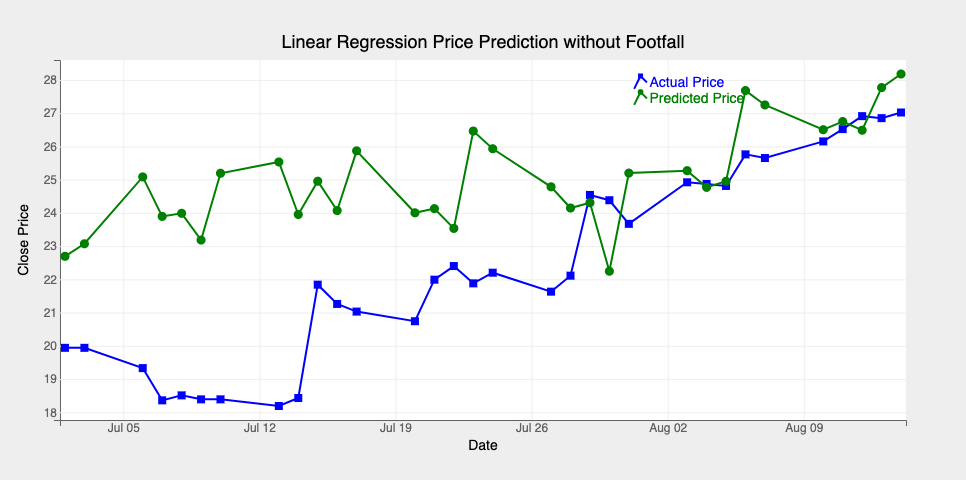 Linear Regression Price Prediction without Footfall
Actual Price
Predicted Price
Close Price
28
27
26
25
24
23
22
21
20
19
18
Jul 05
Jul 12
Jul 19
Jul 26
Aug 02
Aug 09
Date